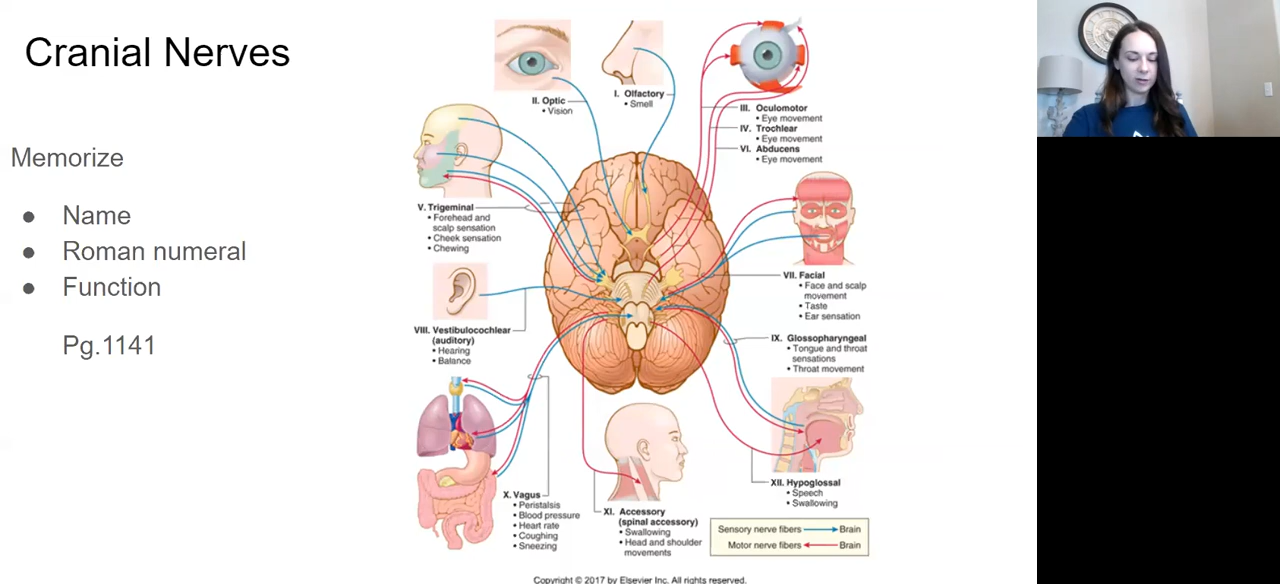 Cranial Nerves
Memorize
● Name
● Roman numeral
● Function
Pg.1141
II. Optic
• Vision
I. Olfactory
• Smell
III. Oculomotor
• Eye movement
IV. Trochlear
• Eye movement
VI. Abducens
• Eye movement
V. Trigeminal
• Forehead and
scalp sensation
• Cheek sensation
• Chewing
VII. Facial
• Face and scalp
movement
• Taste
• Ear sensation
VIII. Vestibulocochlear
(auditory)
• Hearing
• Balance
IX. Glossopharyngeal
• Tongue and throat
sensations
• Throat movement
X. Vagus
• Peristalsis
• Blood pressure
• Heart rate
• Coughing
• Sneezing
XI. Accessory
(spinal accessory)
• Swallowing
• Head and shoulder
movements
XII. Hypoglossal
• Speech
• Swallowing
Sensory nerve fibers Brain
Motor nerve fibers Brain
Copyright © 2017 by Elsevier Inc. All rights reserved.